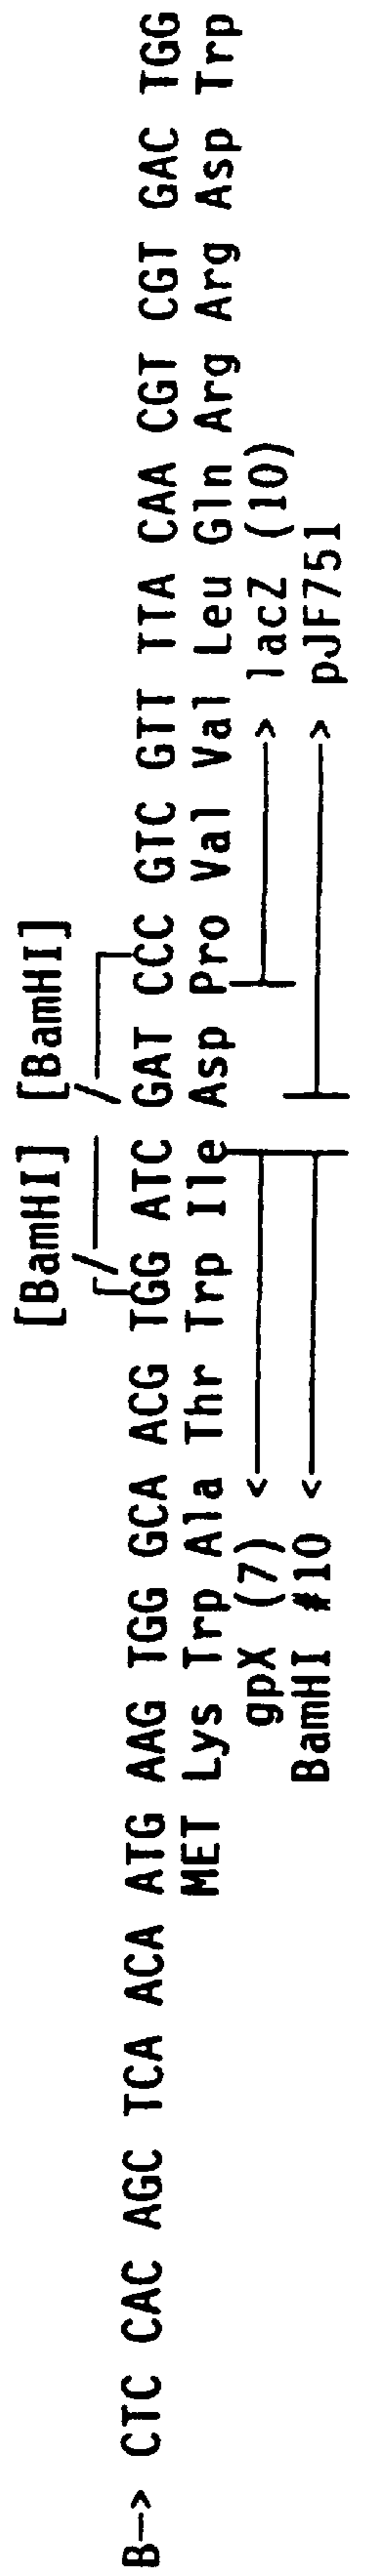 [BamHI] [BamHI]
B—> CTC CAC AGC TCA ACA ATG AAG TGG GCA ACG TGG ATC GAT CCC GTC GTT TTA CAA CGT CGT GAC TGG
MET Lys Trp Ala Thr Trp Ile Asp Pro Val Val Leu Gln Arg Arg Asp Trp
gpX (7) < > lacZ (10)
BamHI #10 < > pJF751